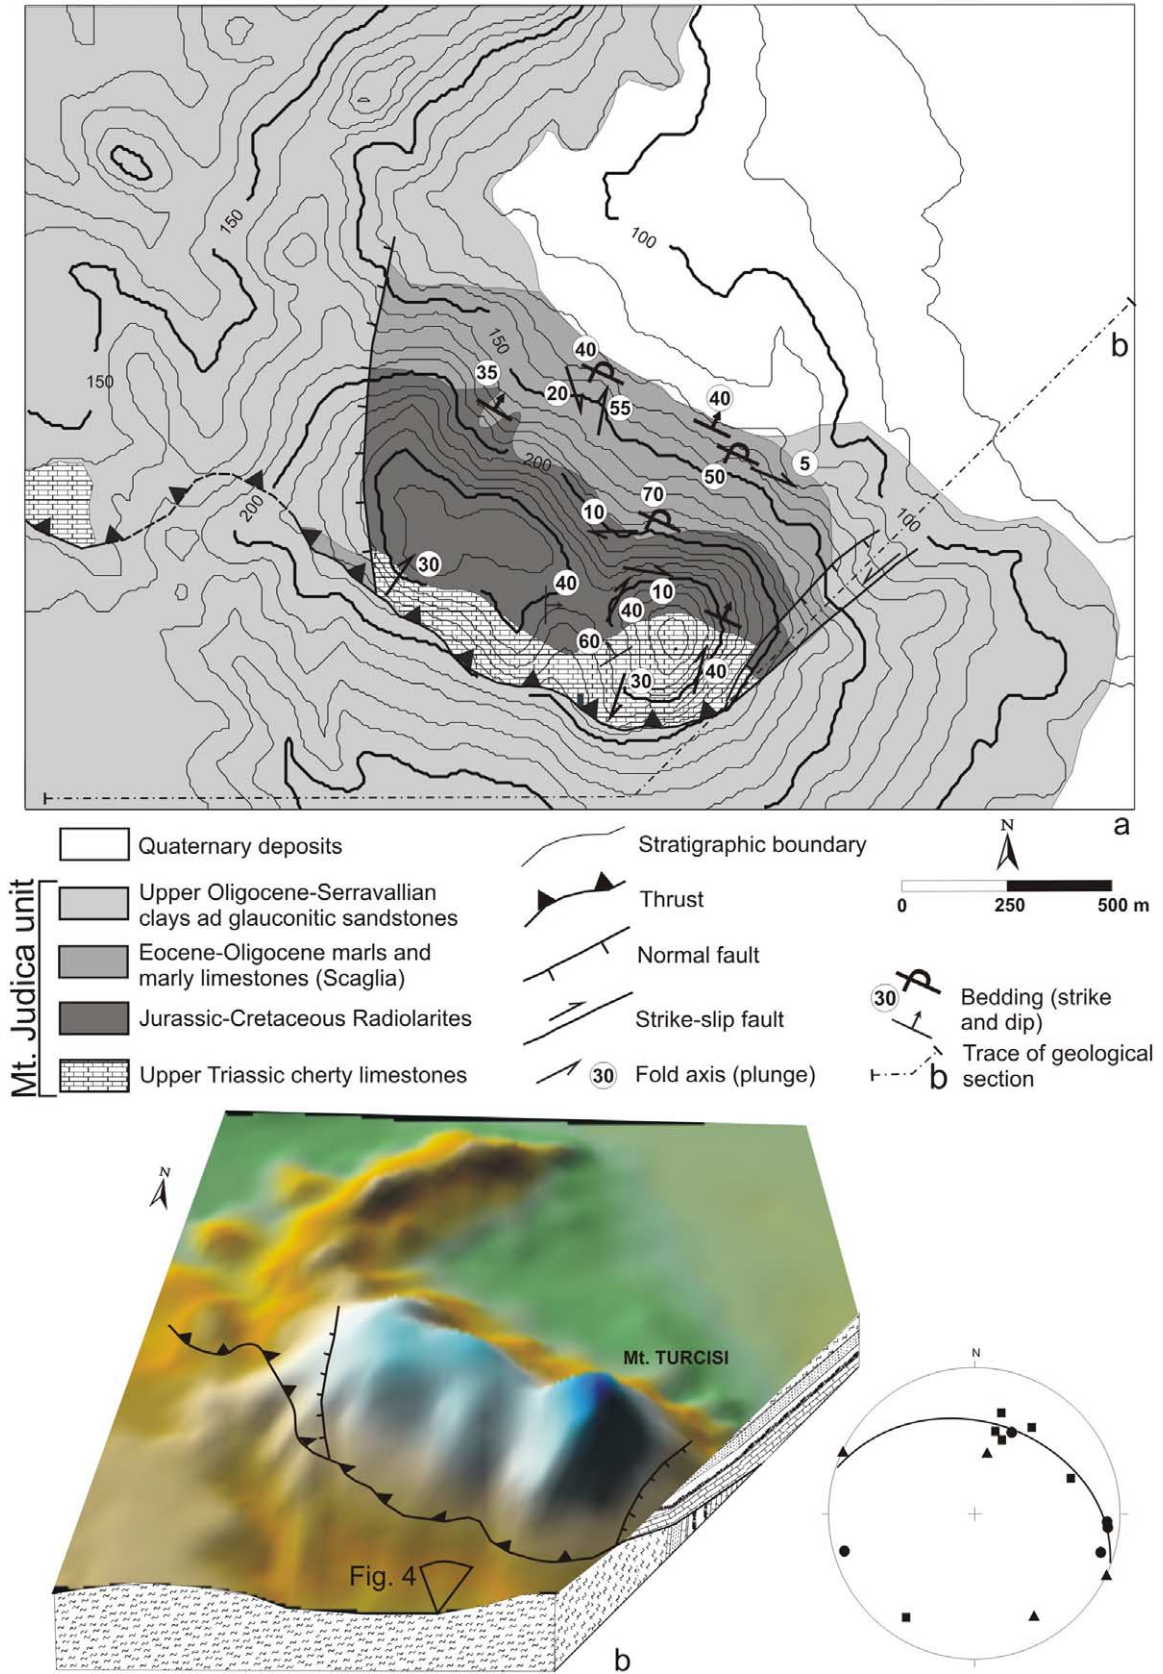 150
100
b
40
35
150
20
55
40
150
200
50
5
70
200
10
100
30
40
10
40
60
30
40
a
Quaternary deposits
Mt. Judica unit
Upper Oligocene-Serravallian
clays ad glauconitic sandstones
Eocene-Oligocene marls and
marly limestones (Scaglia)
Jurassic-Cretaceous Radiolarites
Upper Triassic cherty limestones
Stratigraphic boundary
Thrust
Normal fault
Strike-slip fault
30
Fold axis (plunge)
N
0
250
500 m
30
Bedding (strike
and dip)
b
Trace of geological
section
N
Mt. TURCISI
Fig. 4
b
N